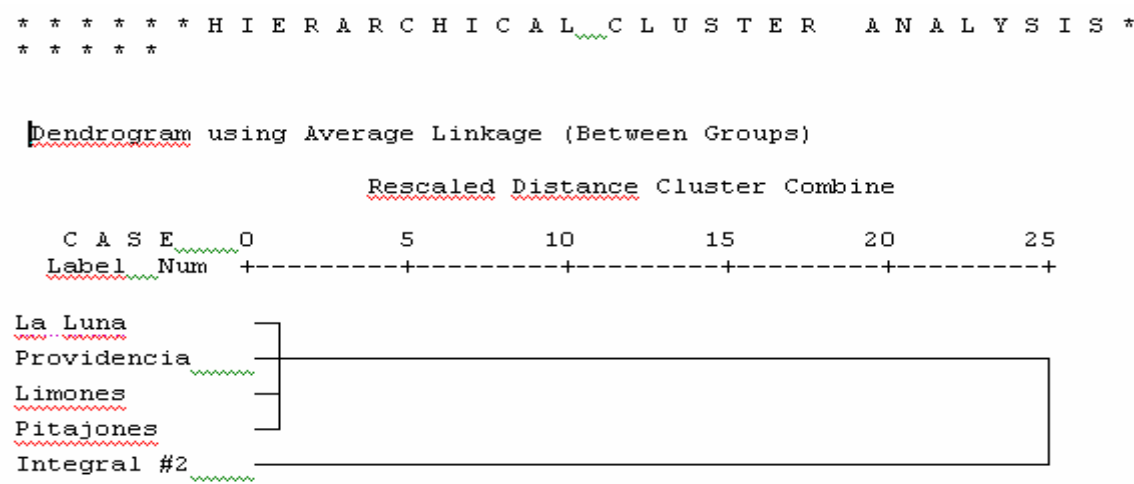 * * * * * * H I E R A R C H I C A L  C L U S T E R   A N A L Y S I S *
* * * * *
Dendrogram using Average Linkage (Between Groups)
Rescaled Distance Cluster Combine
C A S E    0         5        10        15        20        25
Label  Num  +---------+---------+---------+---------+---------+
La Luna
Providencia
Limones
Pitajones
Integral #2